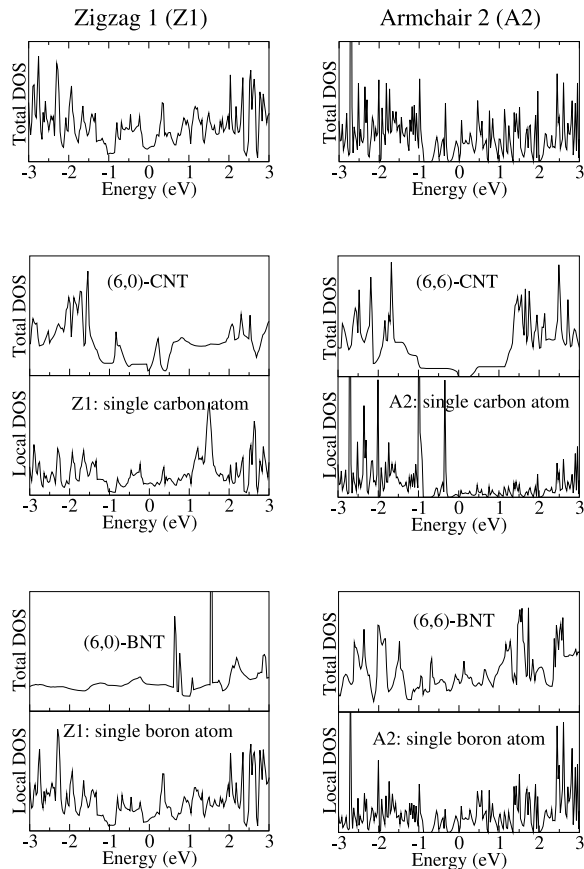 Zigzag 1 (Z1)
Armchair 2 (A2)
Total DOS
-3 -2 -1 0 1 2 3
Energy (eV)
Total DOS
-3 -2 -1 0 1 2 3
Energy (eV)
(6,0)-CNT
Total DOS
Z1: single carbon atom
Local DOS
-3 -2 -1 0 1 2 3
Energy (eV)
(6,6)-CNT
Total DOS
A2: single carbon atom
Local DOS
-3 -2 -1 0 1 2 3
Energy (eV)
(6,0)-BNT
Total DOS
Z1: single boron atom
Local DOS
-3 -2 -1 0 1 2 3
Energy (eV)
(6,6)-BNT
Total DOS
A2: single boron atom
Local DOS
-3 -2 -1 0 1 2 3
Energy (eV)